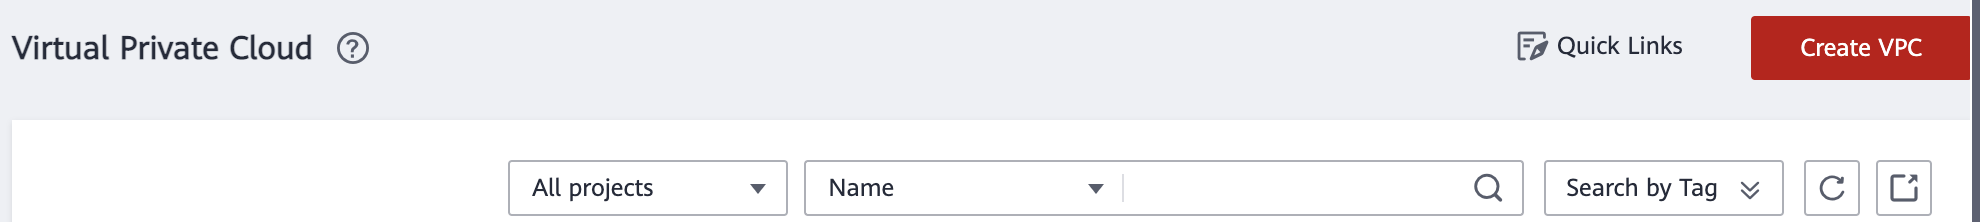 Virtual Private Cloud ?
Quick Links
Create VPC
All projects
Name
Search by Tag